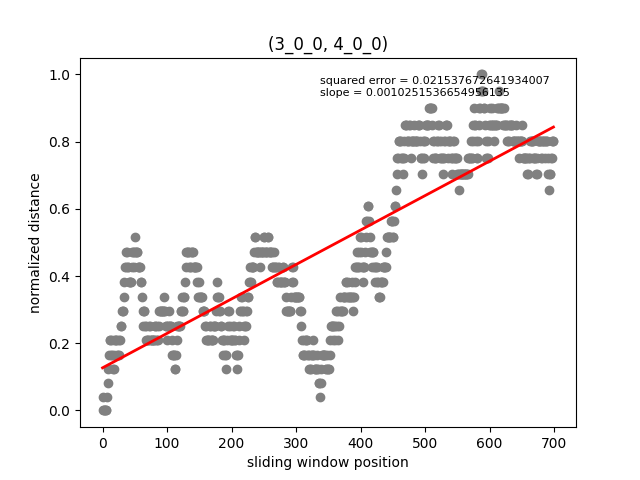 (3_0_0, 4_0_0)
squared error = 0.021537672641934007
slope = 0.0010251536654956135
1.0
0.8
0.6
0.4
0.2
0.0
normalized distance
0 100 200 300 400 500 600 700
sliding window position